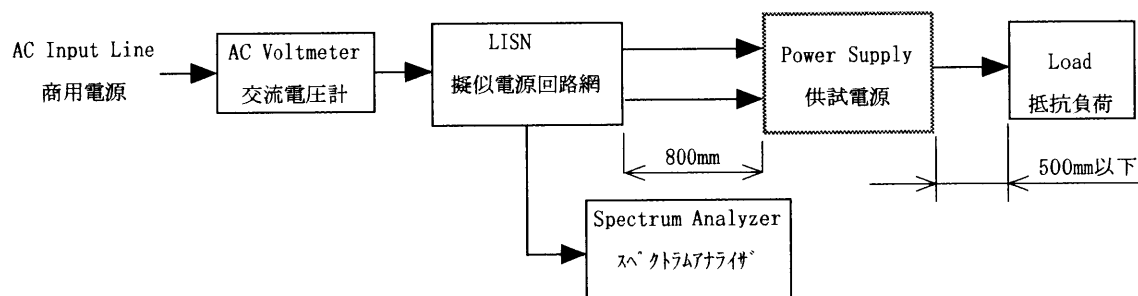 AC Input Line
商用電源
AC Voltmeter
交流電圧計
LISN
擬似電源回路網
Power Supply
供試電源
Load
抵抗負荷
800mm
500mm以下
Spectrum Analyzer
ｽﾍﾟｸﾄﾗﾑｱﾅﾗｲｻﾞ